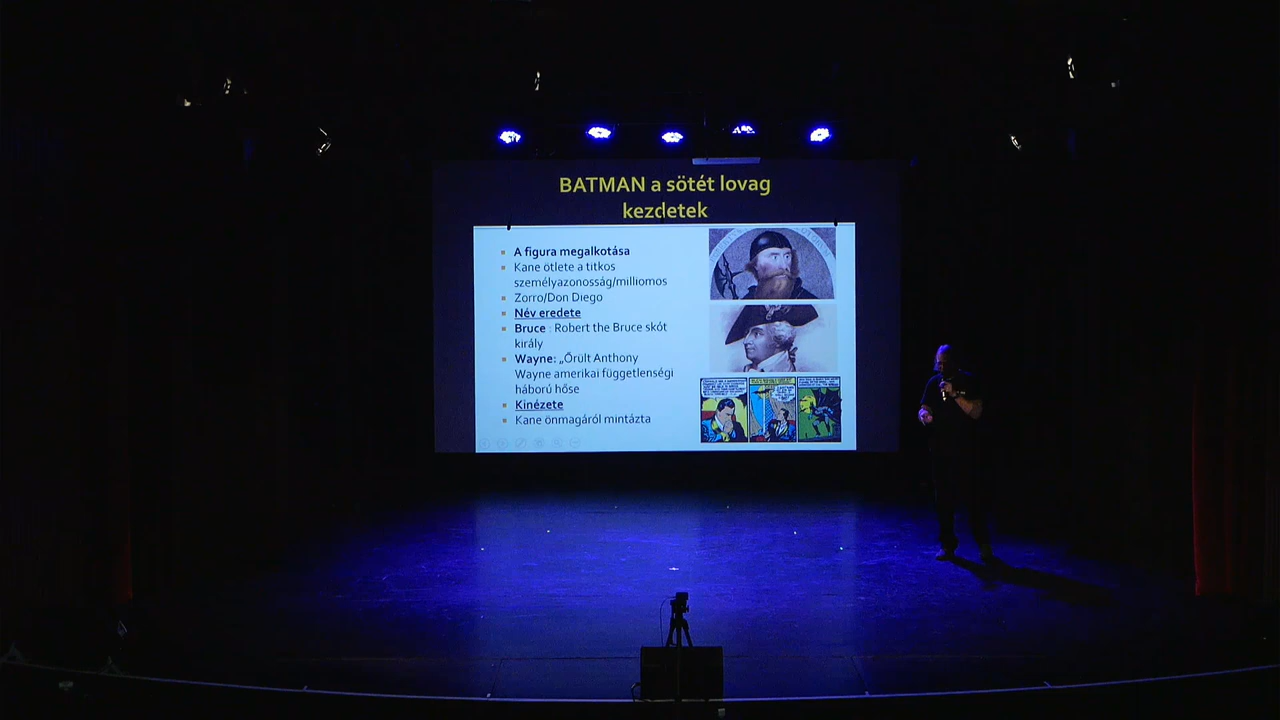 BATMAN a sötét lovag
kezdetek
A figura megalkotása
Kane ötlete a titkos
személyazonosság/milliomos
Zorro/Don Diego
Név eredete
Bruce : Robert the Bruce skót
király
Wayne: „Őrült Anthony
Wayne amerikai függetlenségi
háború hőse
Kinézete
Kane önmagáról mintázta